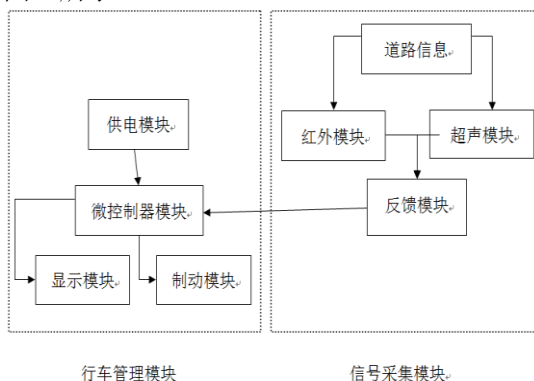 道路信息
供电模块
红外模块
超声模块
微控制器模块
反馈模块
显示模块
制动模块
行车管理模块
信号采集模块